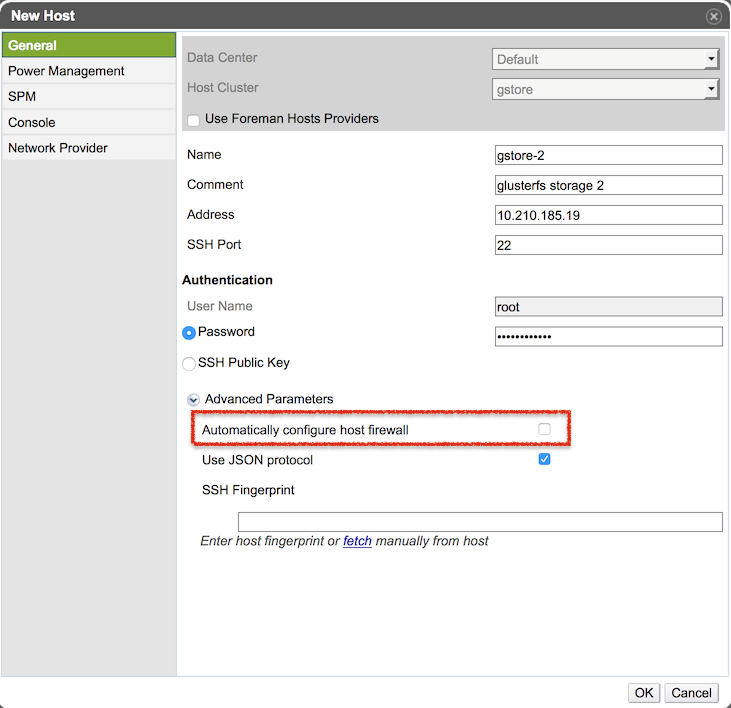 New Host
General
Power Management
SPM
Console
Network Provider
Data Center Default
Host Cluster gstore
Use Foreman Hosts Providers
Name gstore-2
Comment glusterfs storage 2
Address 10.210.185.19
SSH Port 22
Authentication
User Name root
Password ••••••••••••
SSH Public Key
Advanced Parameters
Automatically configure host firewall
Use JSON protocol
SSH Fingerprint
Enter host fingerprint or fetch manually from host
OK Cancel